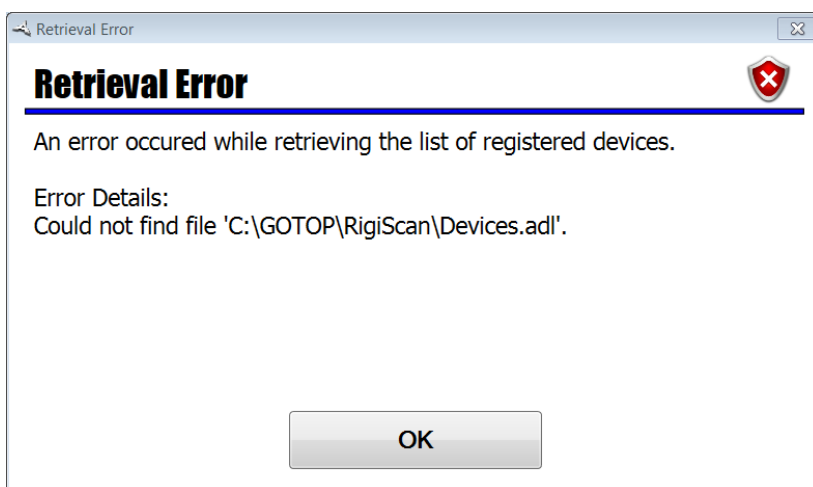 Retrieval Error
Retrieval Error
An error occured while retrieving the list of registered devices.
Error Details:
Could not find file 'C:\GOTOP\RigiScan\Devices.adl'.
OK